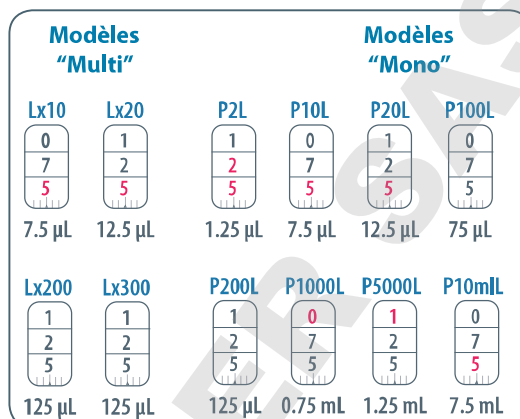 Modèles Modèles
"Multi" "Mono"
Lx10 Lx20 P2L P10L P20L P100L
0 1 1 0 1 0
7 2 2 7 2 7
5 5 5 5 5 5
7.5 µL 12.5 µL 1.25 µL 7.5 µL 12.5 µL 75 µL
Lx200 Lx300 P200L P1000L P5000L P10mlL
1 1 1 0 1 0
2 2 2 7 2 7
5 5 5 5 5 5
125 µL 125 µL 125 µL 0.75 mL 1.25 mL 7.5 mL
ER SAS